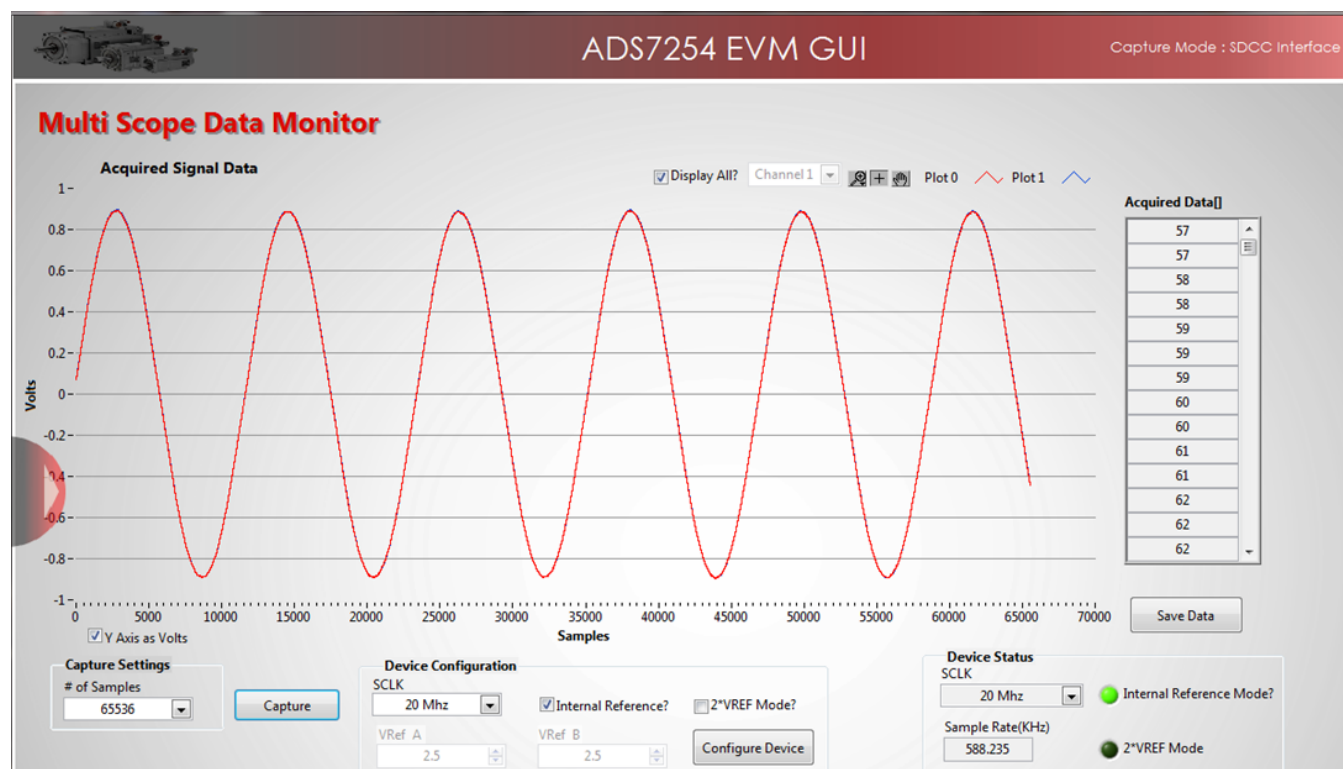 ADS7254 EVM GUI
Capture Mode : SDCC Interface
Multi Scope Data Monitor
Acquired Signal Data
Display All? Channel 1 Plot 0 Plot 1
Acquired Data[]
57
57
58
58
59
59
59
60
60
61
61
62
62
62
Save Data
Volts
1
0.8
0.6
0.4
0.2
0
-0.2
-0.4
-0.6
-0.8
-1
0 5000 10000 15000 20000 25000 30000 35000 40000 45000 50000 55000 60000 65000 70000
Samples
Y Axis as Volts
Capture Settings
# of Samples
65536
Capture
Device Configuration
SCLK
20 Mhz
Internal Reference? 2*VREF Mode?
VRef A VRef B
2.5 2.5
Configure Device
Device Status
SCLK
20 Mhz
Internal Reference Mode?
Sample Rate(KHz)
588.235
2*VREF Mode